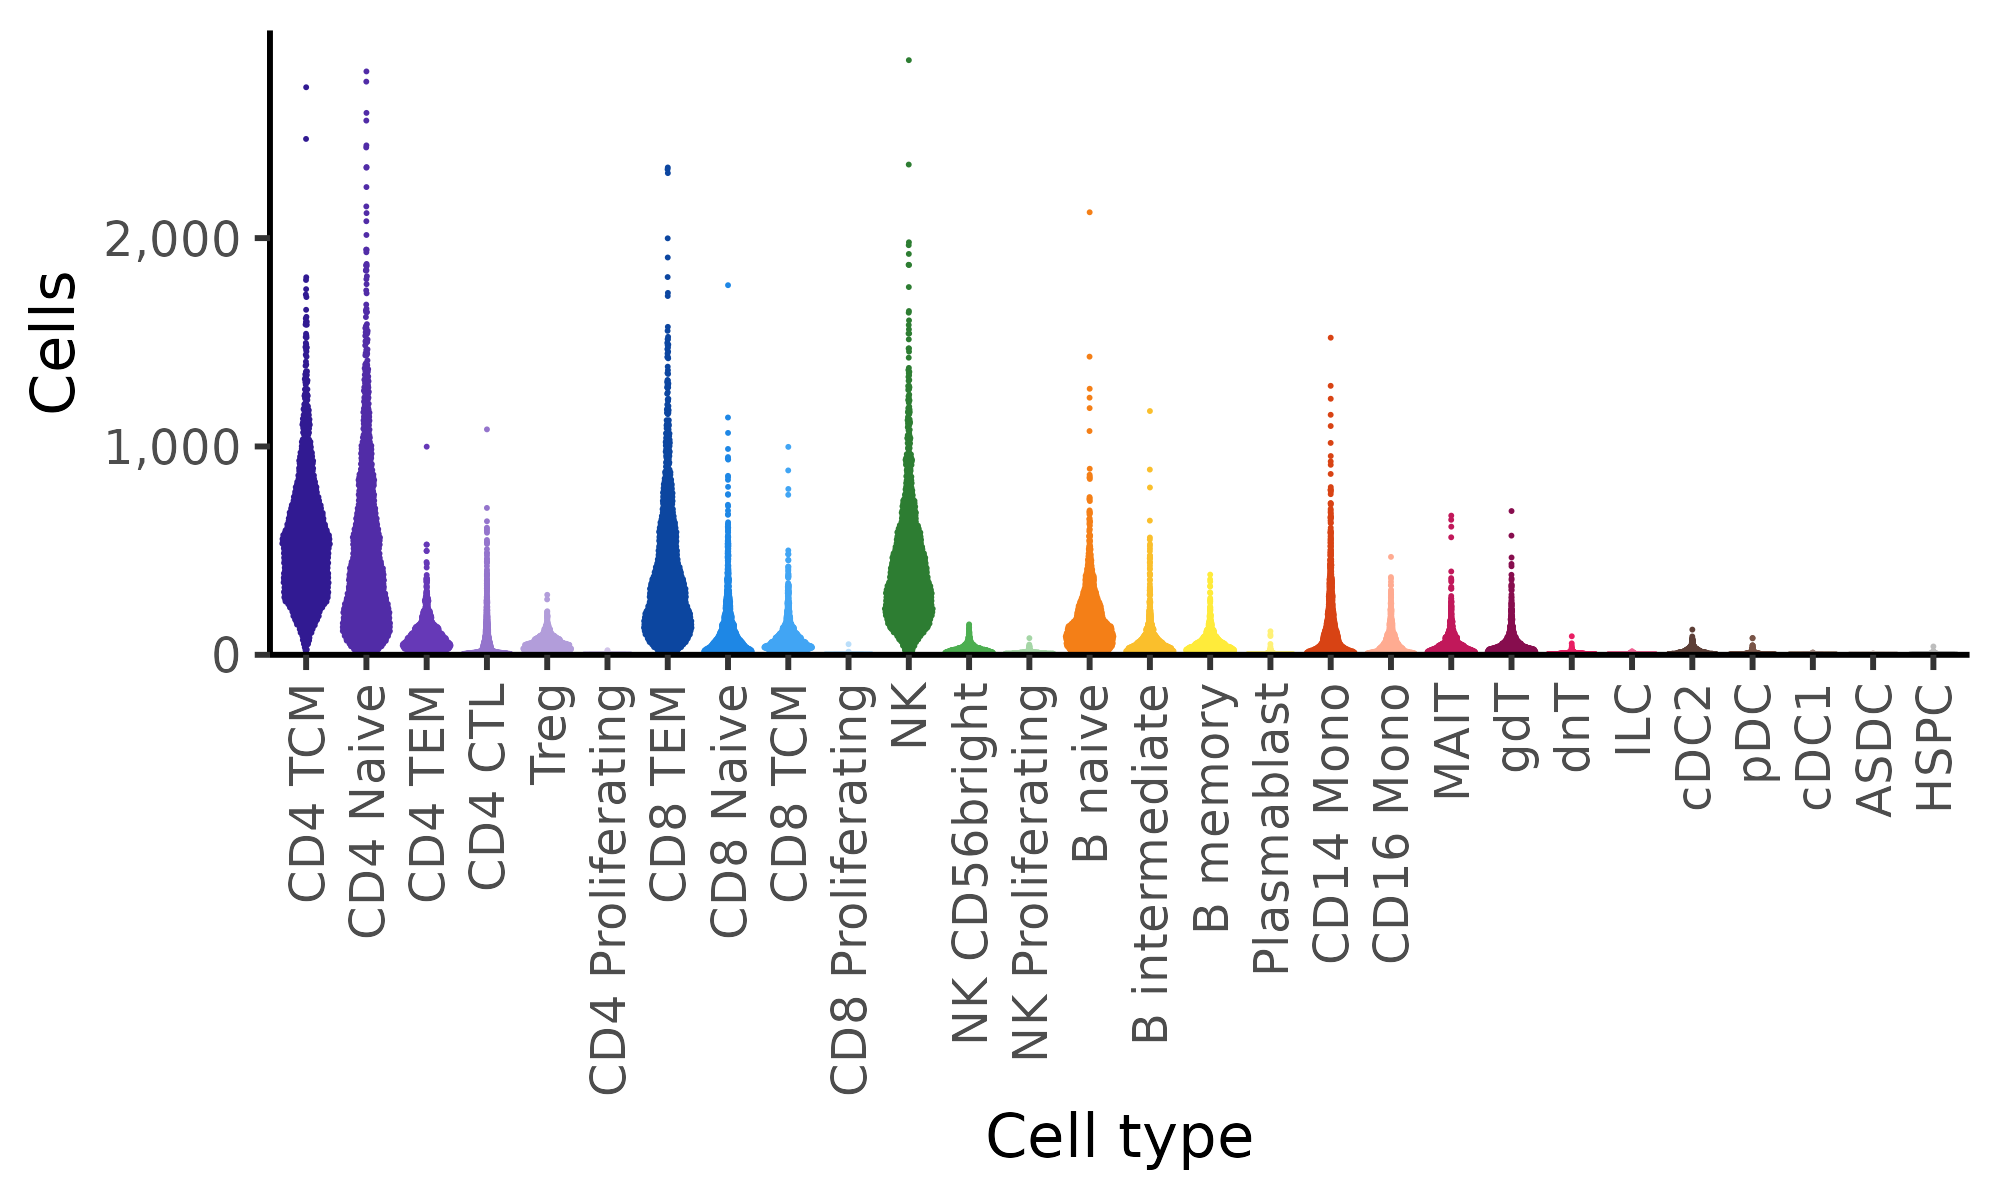 Cells
2,000
1,000
0
CD4 TCM
CD4 Naive
CD4 TEM
CD4 CTL
Treg
CD4 Proliferating
CD8 TEM
CD8 Naive
CD8 TCM
CD8 Proliferating
NK
NK CD56bright
NK Proliferating
B naive
B intermediate
B memory
Plasmablast
CD14 Mono
CD16 Mono
MAIT
gdT
dnT
ILC
cDC2
pDC
cDC1
ASDC
HSPC
Cell type